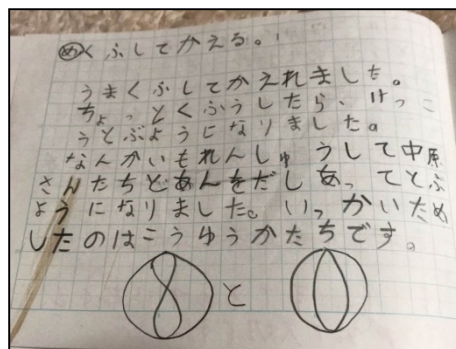 めくふしてかえる。
うまくふしてかえれました。
ちょっとくふうしたら、けっこ
うとぶようになりました。
なんかいもれんしゅうして中原
さんたちとあんをだしあってとぶ
ようになりました。いっかいため
したのはこうゆうかたちです。
と